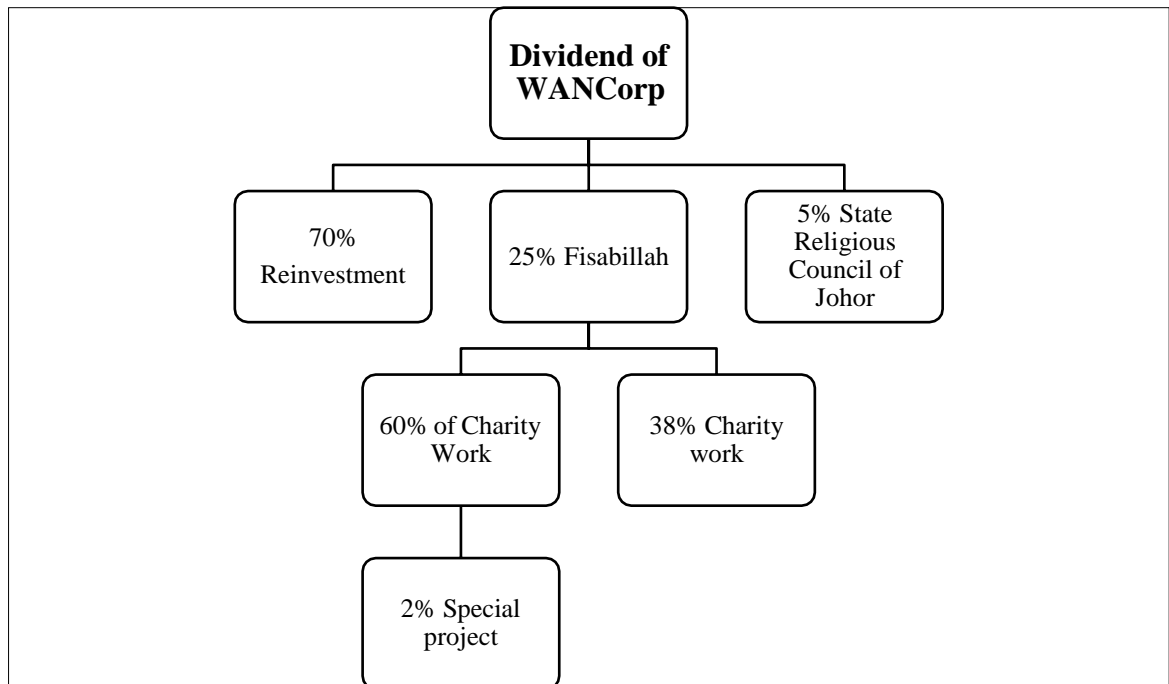 Dividend of
WANCorp
70%
Reinvestment
25% Fisabillah
5% State
Religious
Council of
Johor
60% of Charity
Work
38% Charity
work
2% Special
project